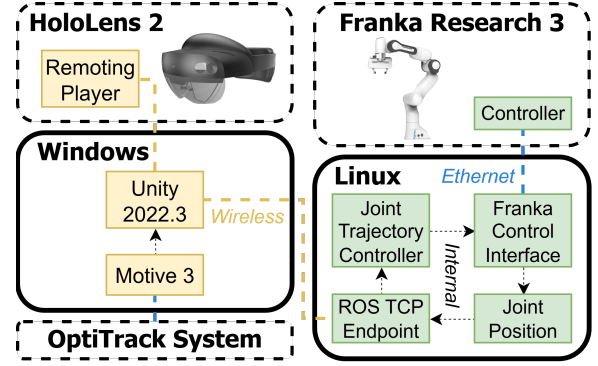 HoloLens 2
Remoting
Player
Franka Research 3
Controller
Windows
Unity
2022.3
Motive 3
Wireless
OptiTrack System
Ethernet
Linux
Joint
Trajectory
Controller
Franka
Control
Interface
Internal
ROS TCP
Endpoint
Joint
Position